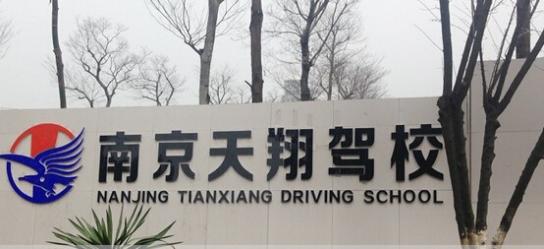 南京天翔驾校
NANJING TIANXIANG DRIVING SCHOOL